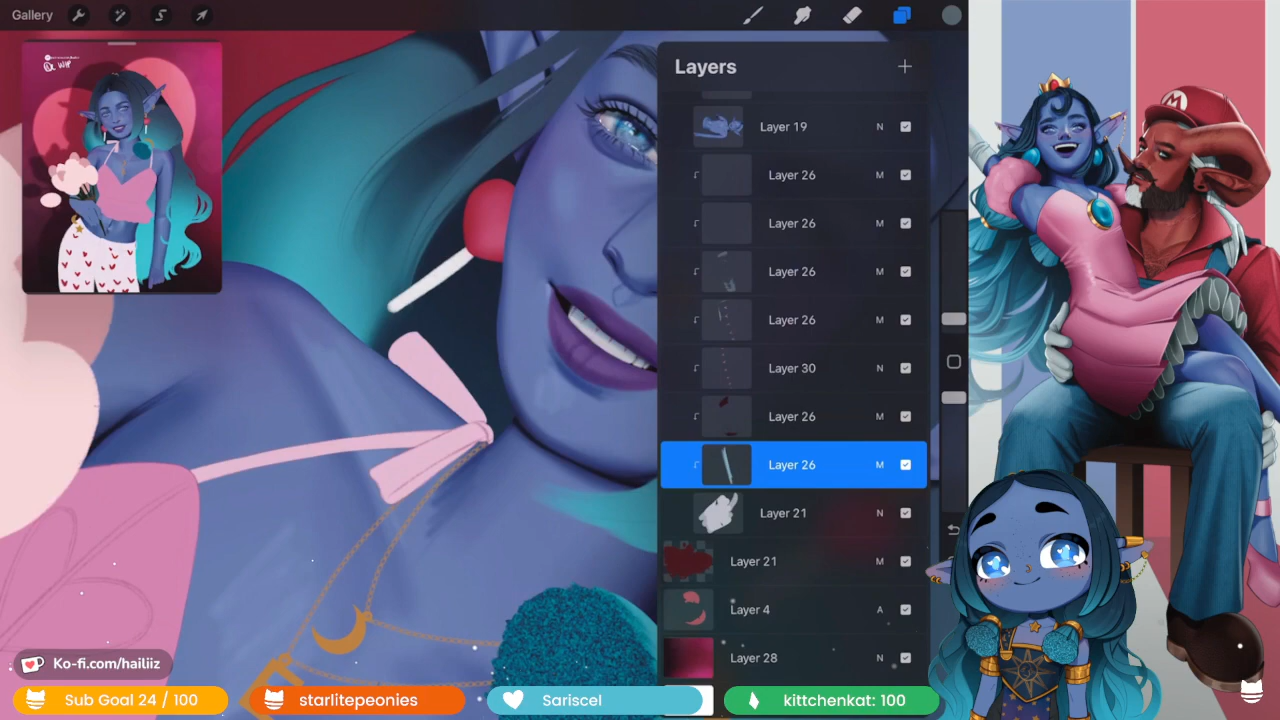 Gallery
Layers
Layer 19 N
Layer 26 M
Layer 26 M
Layer 26 M
Layer 26 M
Layer 30 N
Layer 26 M
Layer 26 M
Layer 21 N
Layer 21 M
Layer 4 A
Layer 28 N
WIP
M
Ko-fi.com/hailiiz
Sub Goal 24 / 100
starlitepeonies
Sariscel
kittchenkat: 100